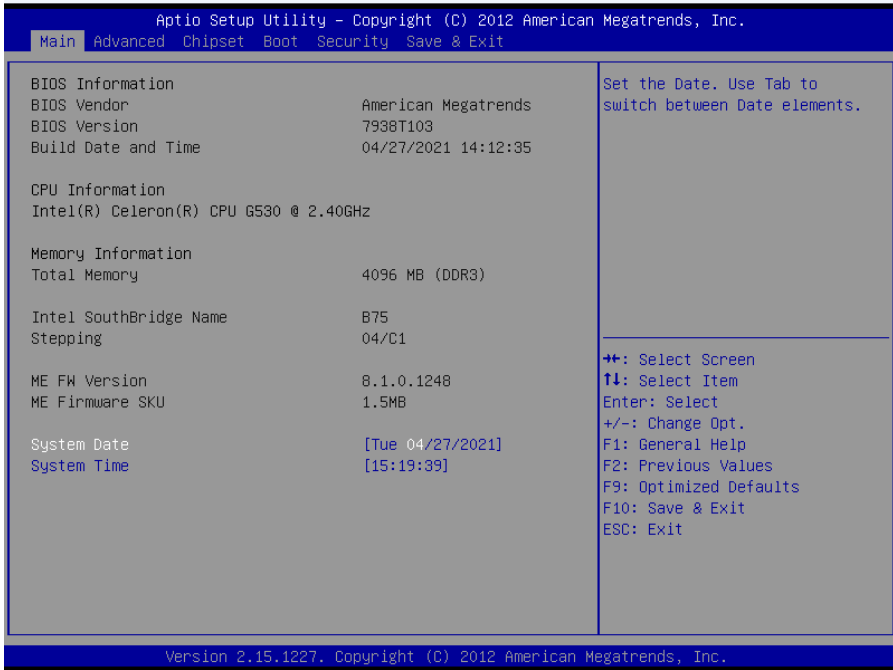 Aptio Setup Utility – Copyright (C) 2012 American Megatrends, Inc.
Main Advanced Chipset Boot Security Save & Exit
BIOS Information
BIOS Vendor American Megatrends
BIOS Version 7938T103
Build Date and Time 04/27/2021 14:12:35
CPU Information
Intel(R) Celeron(R) CPU G530 @ 2.40GHz
Memory Information
Total Memory 4096 MB (DDR3)
Intel SouthBridge Name B75
Stepping 04/C1
ME FW Version 8.1.0.1248
ME Firmware SKU 1.5MB
System Date [Tue 04/27/2021]
System Time [15:19:39]
Set the Date. Use Tab to
switch between Date elements.
→←: Select Screen
↑↓: Select Item
Enter: Select
+/-: Change Opt.
F1: General Help
F2: Previous Values
F9: Optimized Defaults
F10: Save & Exit
ESC: Exit
Version 2.15.1227. Copyright (C) 2012 American Megatrends, Inc.